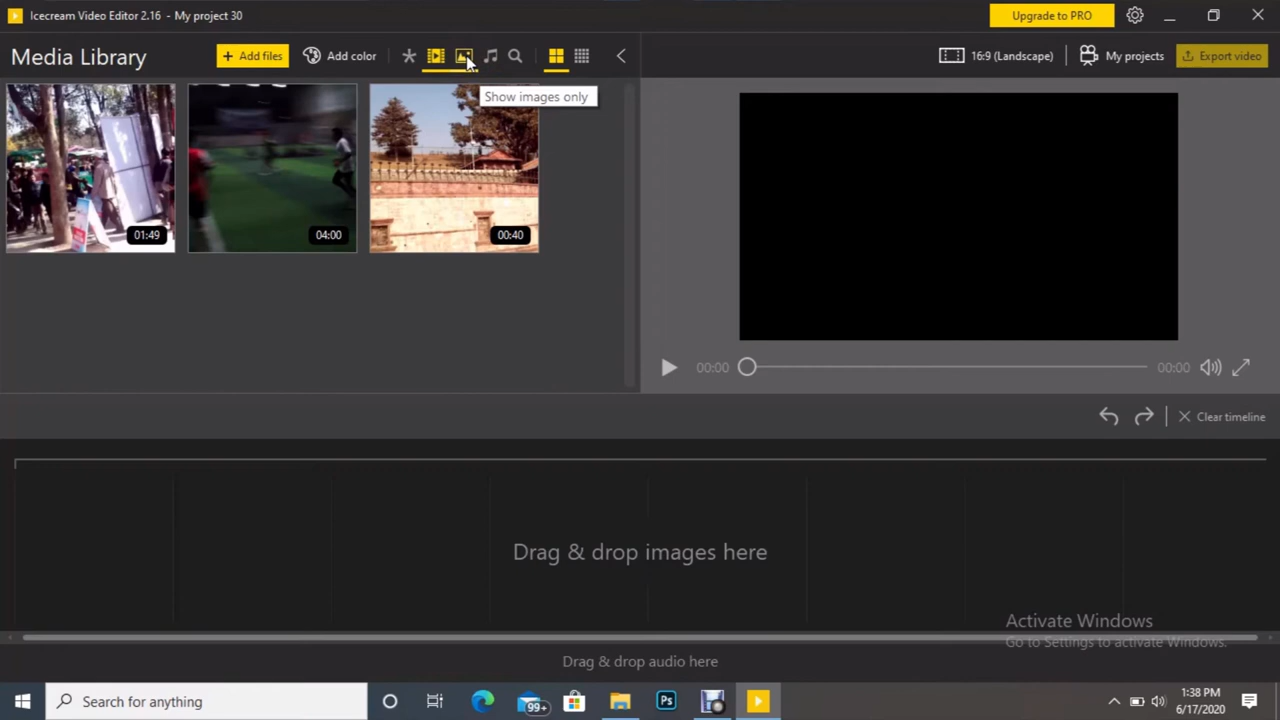 Icecream Video Editor 2.16 - My project 30
Upgrade to PRO
Media Library
+ Add files
Add color
16:9 (Landscape)
My projects
Export video
Show images only
01:49
04:00
00:40
00:00
00:00
Clear timeline
Drag & drop images here
Activate Windows
Go to Settings to activate Windows.
Drag & drop audio here
Search for anything
99+
Ps
1:38 PM
6/17/2020